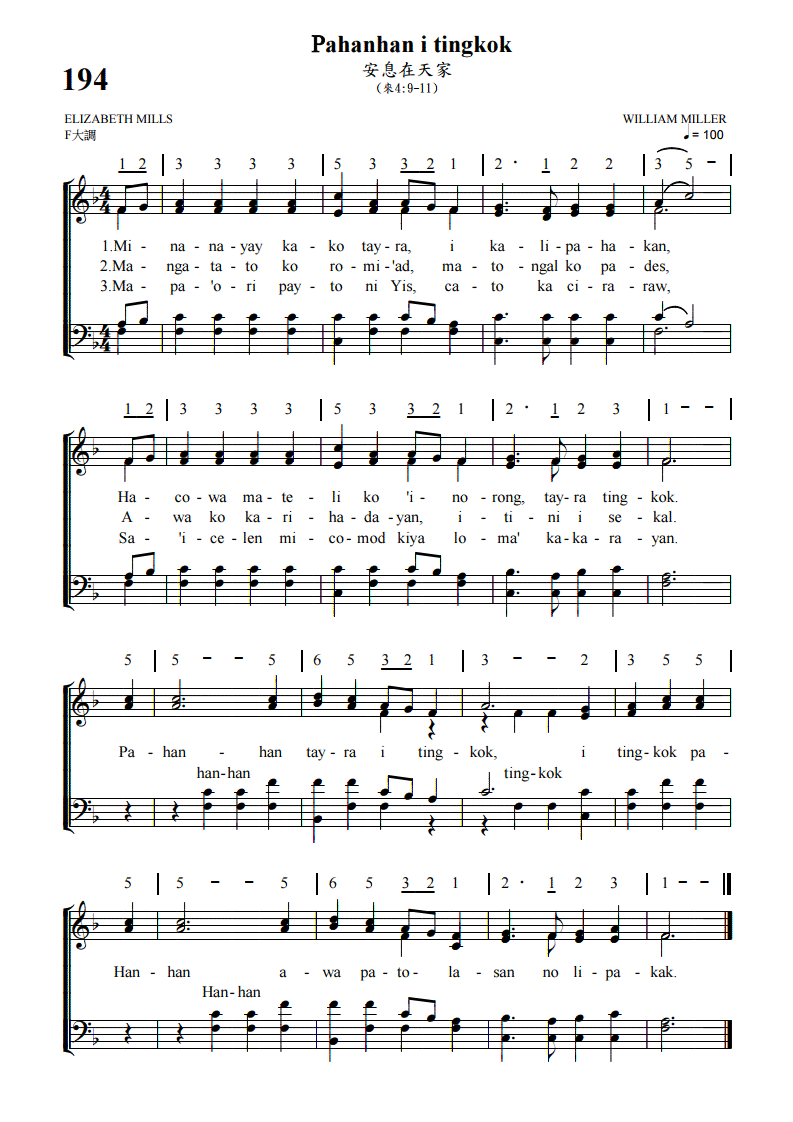 Pahanhan i tingkok
安息在天家
194
(來4:9-11)
ELIZABETH MILLS
WILLIAM MILLER
F大調
♩= 100
1 2 | 3 3 3 3 | 5 3 3 2 1 | 2 · 1 2 2 | 3 5 - |
1.Mi - na - na-yay ka - ko tay-ra, i ka - li - pa - ha - kan,
2.Ma - nga - ta - to ko ro - mi-'ad, ma - to - ngal ko pa - des,
3.Ma - pa - 'o - ri pay - to ni Yis, ca - to ka ci - ra - raw,
1 2 | 3 3 3 3 | 5 3 3 2 1 | 2 · 1 2 3 | 1 - - |
Ha - co-wa ma - te - li ko 'i - no - rong, tay-ra ting - kok.
A - wa ko ka - ri - ha - da - yan, i - ti - ni i se - kal.
Sa - 'i - ce - len mi - co-mod kiya lo - ma' ka - ka - ra - yan.
5 | 5 - - 5 | 6 5 3 2 1 | 3 - - 2 | 3 5 5 |
Pa - han - han tay - ra i ting - kok, i ting - kok pa -
han-han ting-kok
5 | 5 - - 5 | 6 5 3 2 1 | 2 · 1 2 3 | 1 - - ‖
Han - han a - wa pa - to - la - san no li - pa - kak.
Han-han